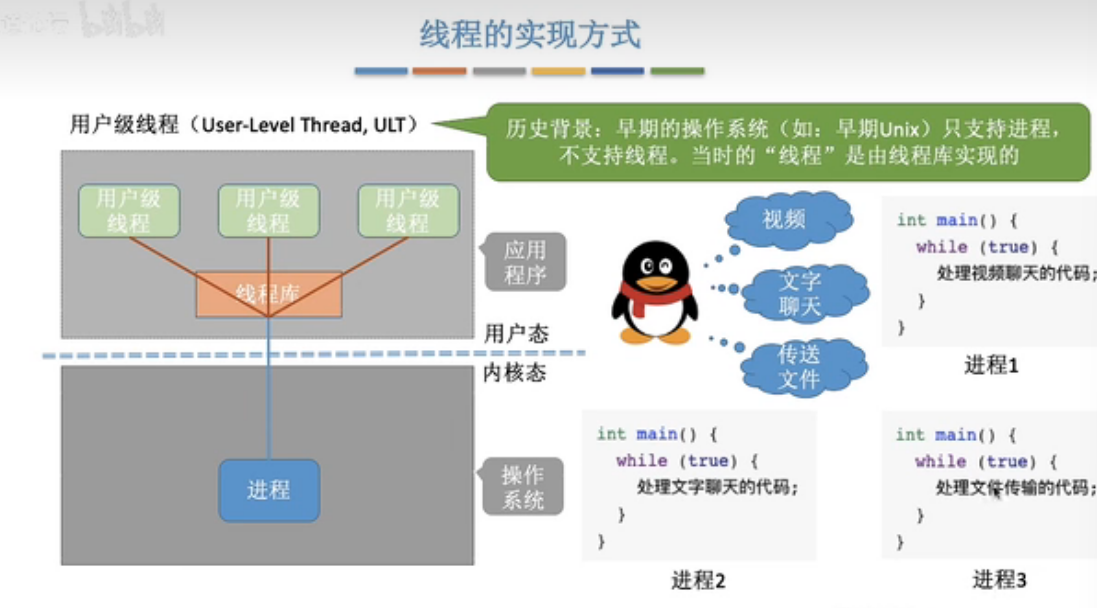 线程的实现方式
用户级线程（User-Level Thread, ULT）
历史背景：早期的操作系统（如：早期Unix）只支持进程，
不支持线程。当时的“线程”是由线程库实现的
用户级
线程
用户级
线程
用户级
线程
线程库
应用
程序
用户态
内核态
进程
操作
系统
视频
文字
聊天
传送
文件
int main() {
while (true) {
处理视频聊天的代码;
}
}
进程1
int main() {
while (true) {
处理文字聊天的代码;
}
}
进程2
int main() {
while (true) {
处理文件传输的代码;
}
}
进程3